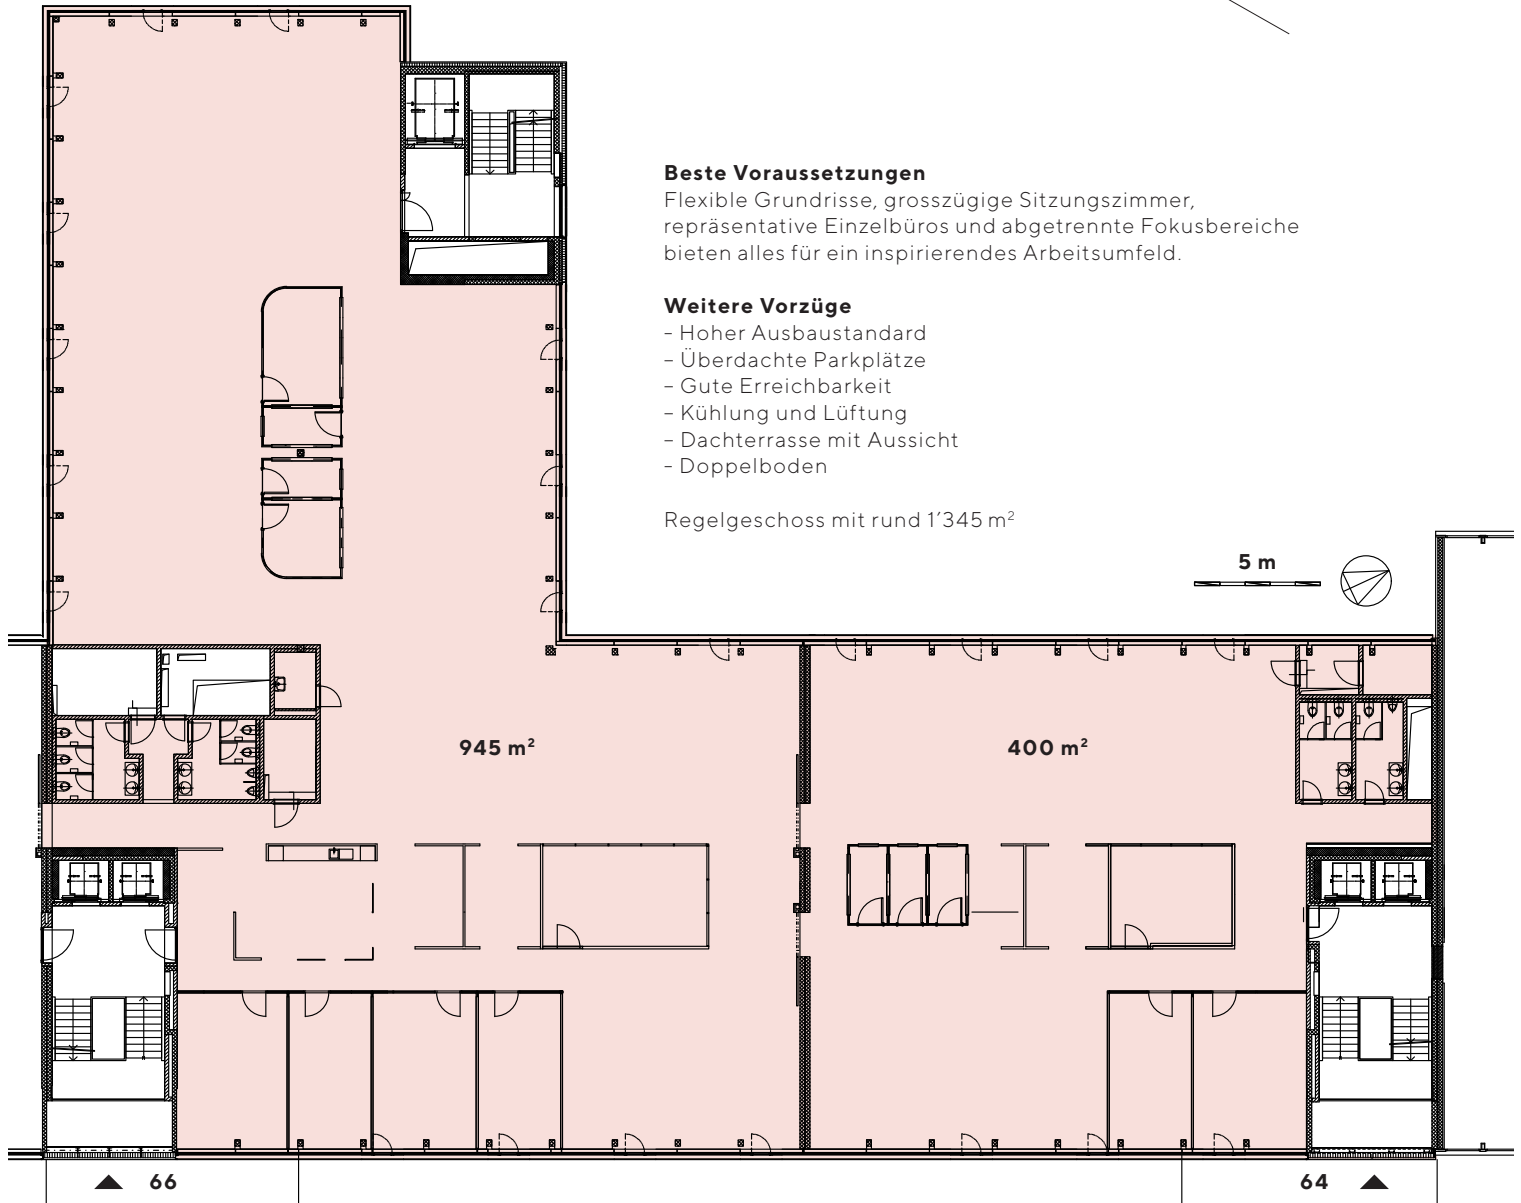 Beste Voraussetzungen
Flexible Grundrisse, grosszügige Sitzungszimmer,
repräsentative Einzelbüros und abgetrennte Fokusbereiche
bieten alles für ein inspirierendes Arbeitsumfeld.
Weitere Vorzüge
– Hoher Ausbaustandard
– Überdachte Parkplätze
– Gute Erreichbarkeit
– Kühlung und Lüftung
– Dachterrasse mit Aussicht
- Doppelboden
Regelgeschoss mit rund 1’345 m²
5 m
945 m²
400 m²
66
64